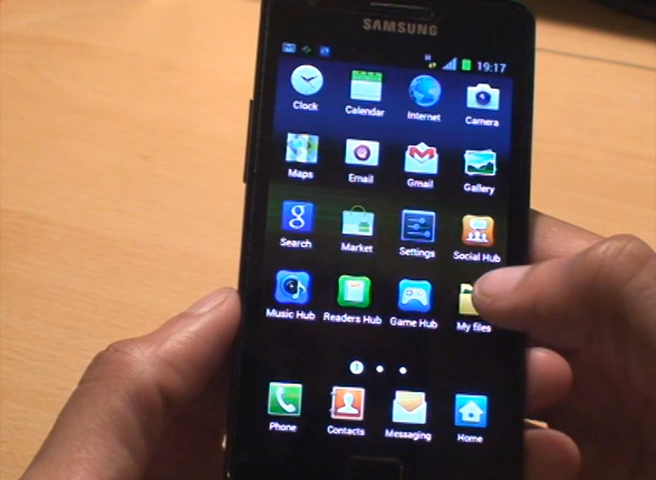 SAMSUNG
19:17
Clock Calendar Internet Camera
Maps Email Gmail Gallery
Search Market Settings Social Hub
Music Hub Readers Hub Game Hub My files
Phone Contacts Messaging Home